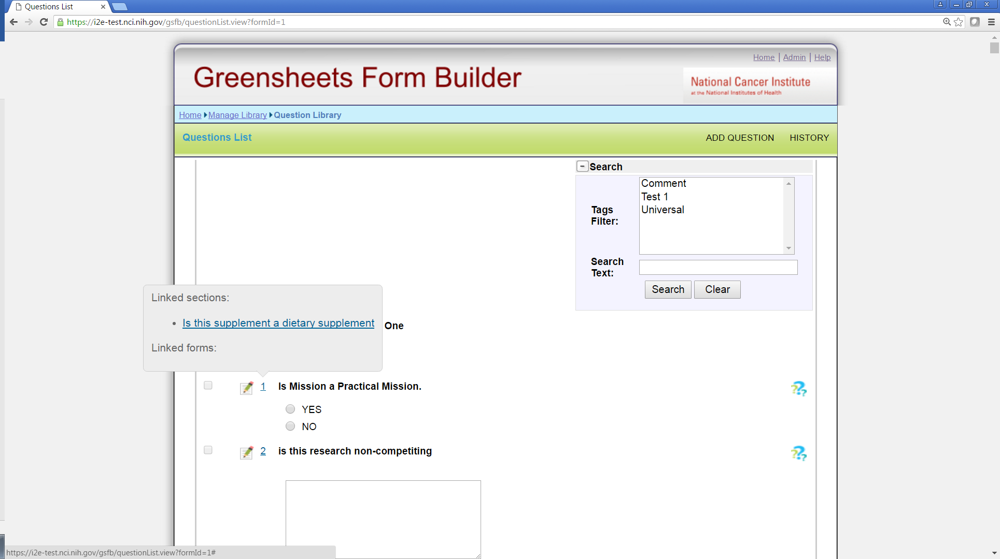 Questions List
https://i2e-test.nci.nih.gov/gsfb/questionList.view?formId=1
Home | Admin | Help
Greensheets Form Builder
National Cancer Institute
at the National Institutes of Health
Home Manage Library Question Library
Questions List
ADD QUESTION HISTORY
- Search
Comment
Test 1
Universal
Tags
Filter:
Search
Text:
Search Clear
Linked sections:
• Is this supplement a dietary supplement
One
Linked forms:
1 Is Mission a Practical Mission.
???
YES
NO
2 is this research non-competiting
???
https://i2e-test.nci.nih.gov/gsfb/questionList.view?formId=1#